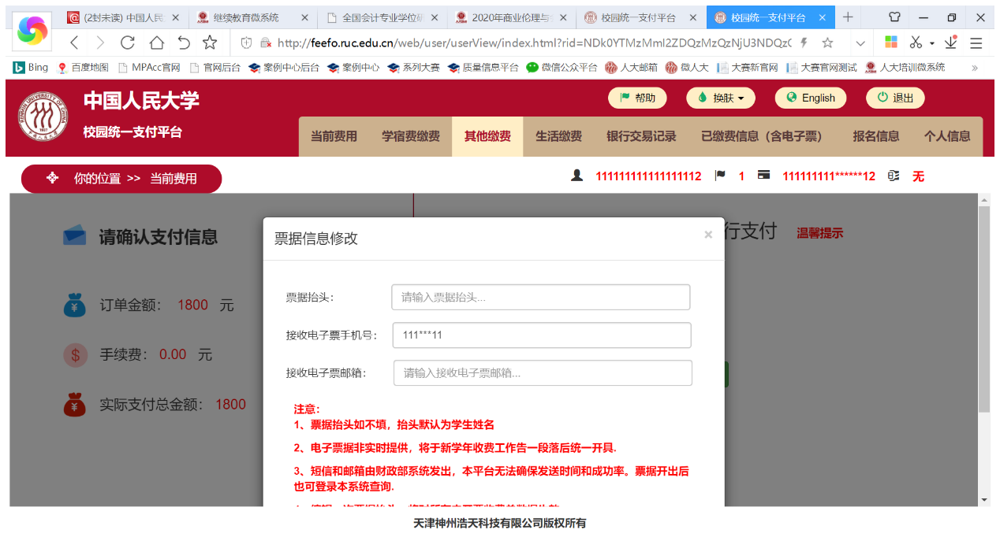 (2封未读) 中国人民
继续教育微系统
全国会计专业学位研
2020年商业伦理与
校园统一支付平台
校园统一支付平台
http://feefo.ruc.edu.cn/web/user/userView/index.html?rid=NDk0YTMzMmI2ZDQzMzQzNjU3NDQzC
Bing 百度地图 MPAcc官网 官网后台 案例中心后台 案例中心 系列大赛 质量信息平台 微信公众平台 人大邮箱 微人大 大赛新官网 大赛官网测试 人大培训微系统 »
中国人民大学
校园统一支付平台
帮助 换肤 English 退出
当前费用 学宿费缴费 其他缴费 生活缴费 银行交易记录 已缴费信息（含电子票） 报名信息 个人信息
你的位置 >> 当前费用
111111111111111112 1 111111111******12 无
请确认支付信息
行支付 温馨提示
订单金额： 1800 元
手续费： 0.00 元
实际支付总金额： 1800
票据信息修改 ×
票据抬头： 请输入票据抬头...
接收电子票手机号： 111***11
接收电子票邮箱： 请输入接收电子票邮箱...
注意：
1、票据抬头如不填，抬头默认为学生姓名
2、电子票据非实时提供，将于新学年收费工作告一段落后统一开具.
3、短信和邮箱由财政部系统发出，本平台无法确保发送时间和成功率。票据开出后
也可登录本系统查询.
天津神州浩天科技有限公司版权所有